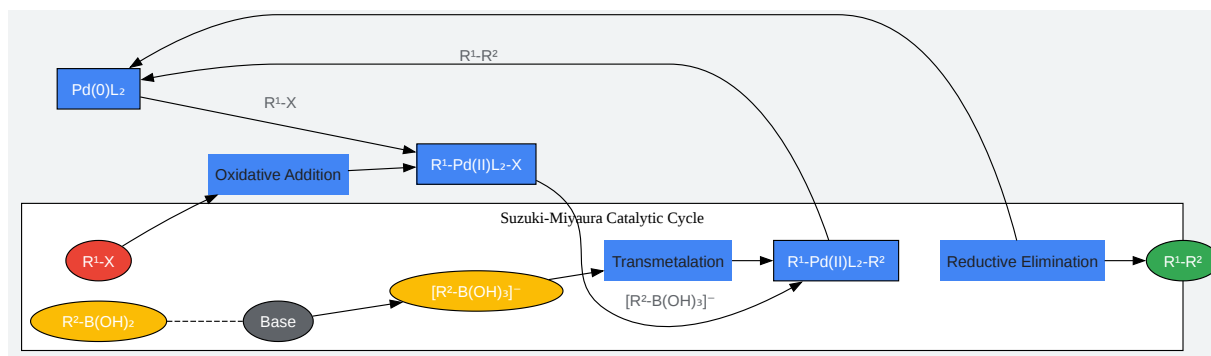 R¹-R²
Pd(0)L₂
R¹-X
R¹-Pd(II)L₂-X
Oxidative Addition
Suzuki-Miyaura Catalytic Cycle
R¹-X
Transmetalation
R¹-Pd(II)L₂-R²
Reductive Elimination
R¹-R²
[R²-B(OH)₃]⁻
[R²-B(OH)₃]⁻
R²-B(OH)₂
Base